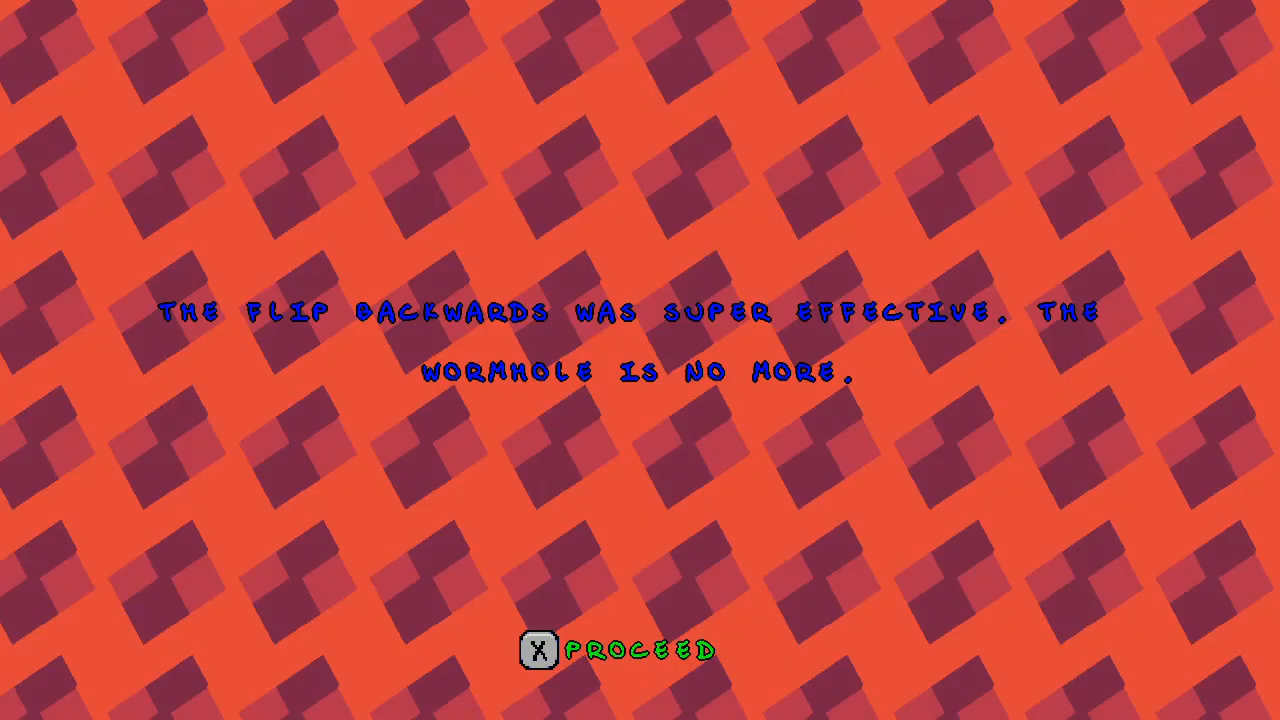 THE FLIP BACKWARDS WAS SUPER EFFECTIVE. THE
WORMHOLE IS NO MORE.
X PROCEED